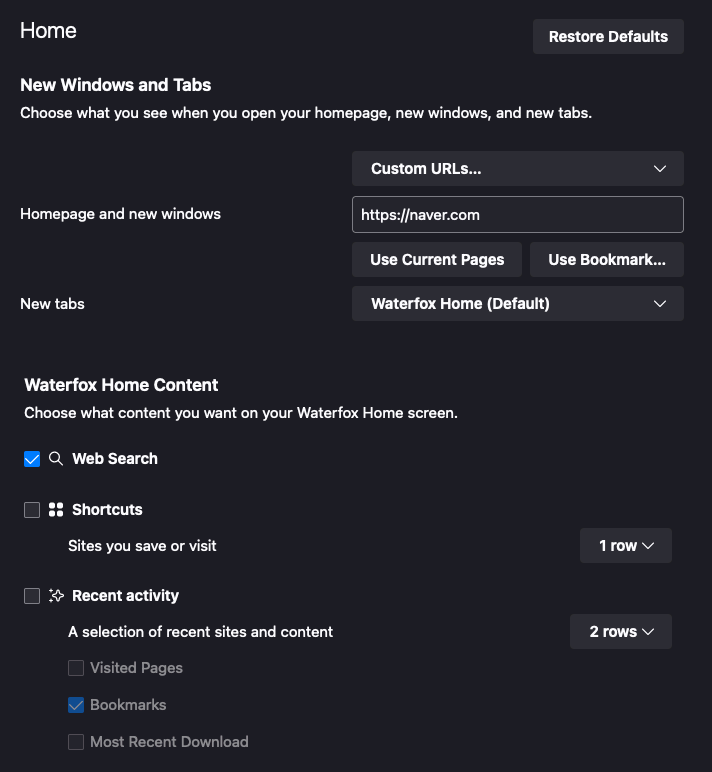 Home
Restore Defaults
New Windows and Tabs
Choose what you see when you open your homepage, new windows, and new tabs.
Custom URLs...
Homepage and new windows
https://naver.com
Use Current Pages
Use Bookmark...
New tabs
Waterfox Home (Default)
Waterfox Home Content
Choose what content you want on your Waterfox Home screen.
Web Search
Shortcuts
Sites you save or visit
1 row
Recent activity
A selection of recent sites and content
2 rows
Visited Pages
Bookmarks
Most Recent Download